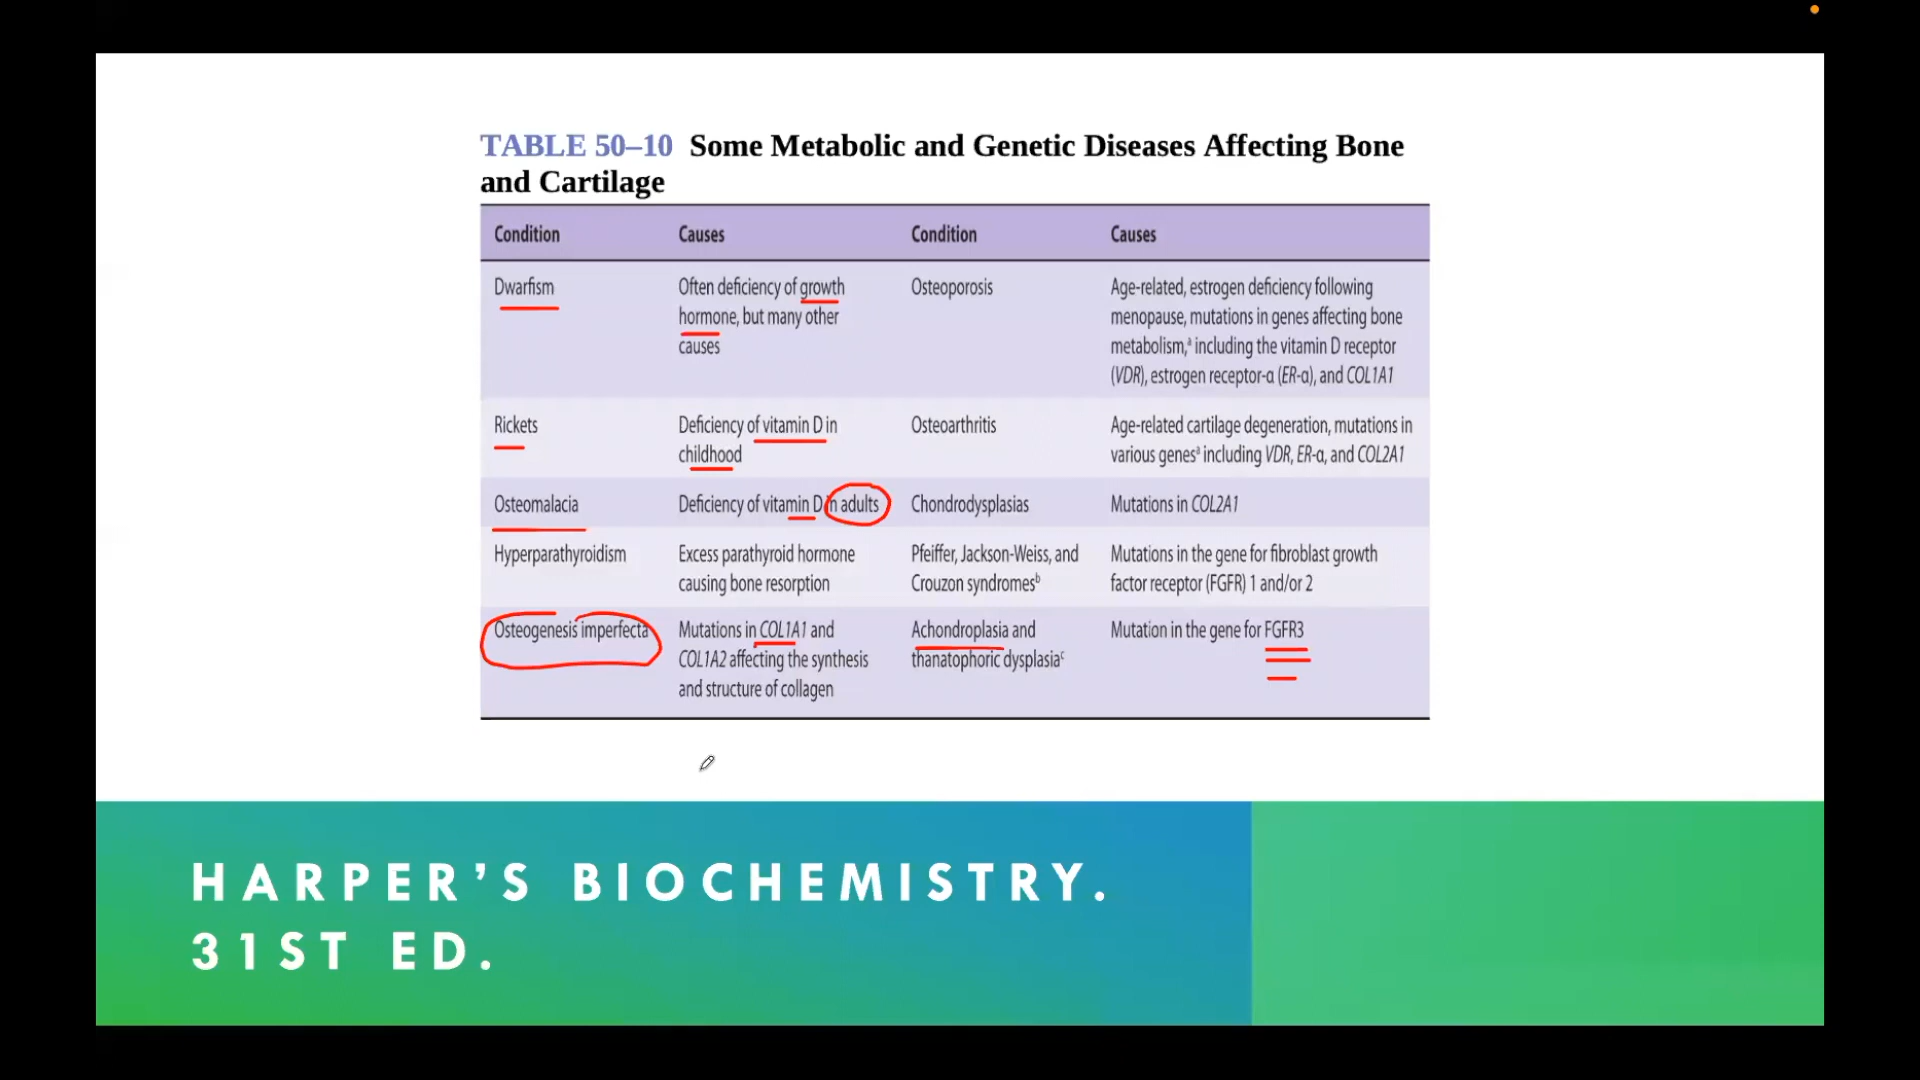 TABLE 50–10 Some Metabolic and Genetic Diseases Affecting Bone
and Cartilage
Condition Causes Condition Causes
Dwarfism
Often deficiency of growth
hormone, but many other
causes
Osteoporosis
Age-related, estrogen deficiency following
menopause, mutations in genes affecting bone
metabolism,ᵃ including the vitamin D receptor
(VDR), estrogen receptor-α (ER-α), and COL1A1
Rickets
Deficiency of vitamin D in
childhood
Osteoarthritis
Age-related cartilage degeneration, mutations in
various genesᵃ including VDR, ER-α, and COL2A1
Osteomalacia
Deficiency of vitamin D in adults
Chondrodysplasias
Mutations in COL2A1
Hyperparathyroidism
Excess parathyroid hormone
causing bone resorption
Pfeiffer, Jackson-Weiss, and
Crouzon syndromesᵇ
Mutations in the gene for fibroblast growth
factor receptor (FGFR) 1 and/or 2
Osteogenesis imperfecta
Mutations in COL1A1 and
COL1A2 affecting the synthesis
and structure of collagen
Achondroplasia and
thanatophoric dysplasiaᶜ
Mutation in the gene for FGFR3
HARPER’S BIOCHEMISTRY.
31ST ED.